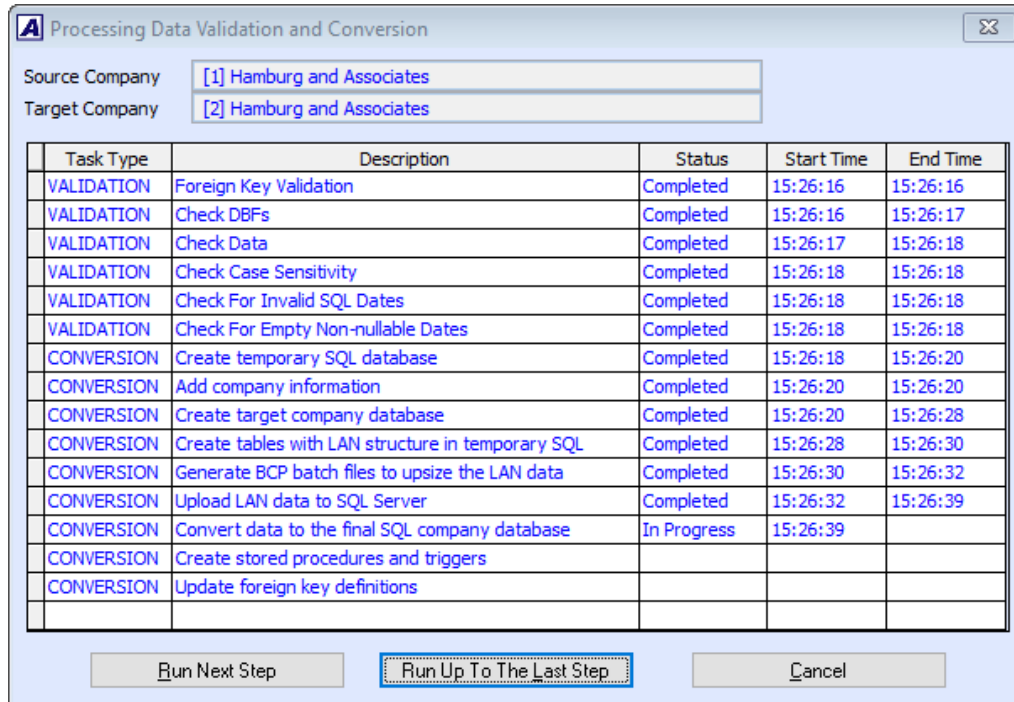 A Processing Data Validation and Conversion
Source Company [1] Hamburg and Associates
Target Company [2] Hamburg and Associates
Task Type Description Status Start Time End Time
VALIDATION Foreign Key Validation Completed 15:26:16 15:26:16
VALIDATION Check DBFs Completed 15:26:16 15:26:17
VALIDATION Check Data Completed 15:26:17 15:26:18
VALIDATION Check Case Sensitivity Completed 15:26:18 15:26:18
VALIDATION Check For Invalid SQL Dates Completed 15:26:18 15:26:18
VALIDATION Check For Empty Non-nullable Dates Completed 15:26:18 15:26:18
CONVERSION Create temporary SQL database Completed 15:26:18 15:26:20
CONVERSION Add company information Completed 15:26:20 15:26:20
CONVERSION Create target company database Completed 15:26:20 15:26:28
CONVERSION Create tables with LAN structure in temporary SQL Completed 15:26:28 15:26:30
CONVERSION Generate BCP batch files to upsize the LAN data Completed 15:26:30 15:26:32
CONVERSION Upload LAN data to SQL Server Completed 15:26:32 15:26:39
CONVERSION Convert data to the final SQL company database In Progress 15:26:39
CONVERSION Create stored procedures and triggers
CONVERSION Update foreign key definitions
Run Next Step Run Up To The Last Step Cancel